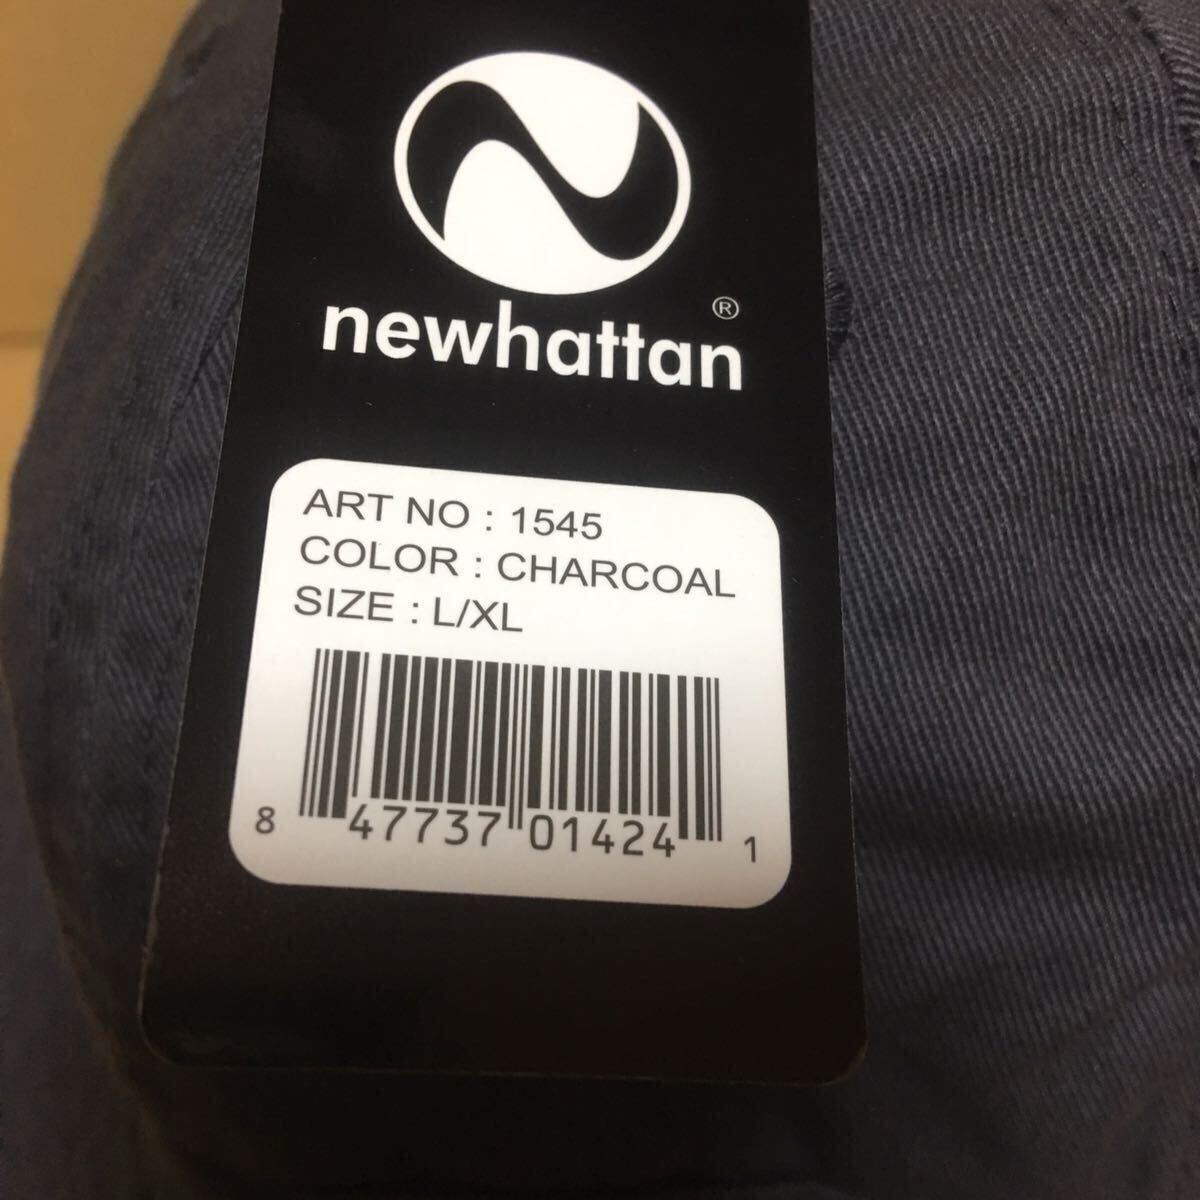 newhattan®
ART NO : 1545
COLOR : CHARCOAL
SIZE : L/XL
8 47737 01424 1